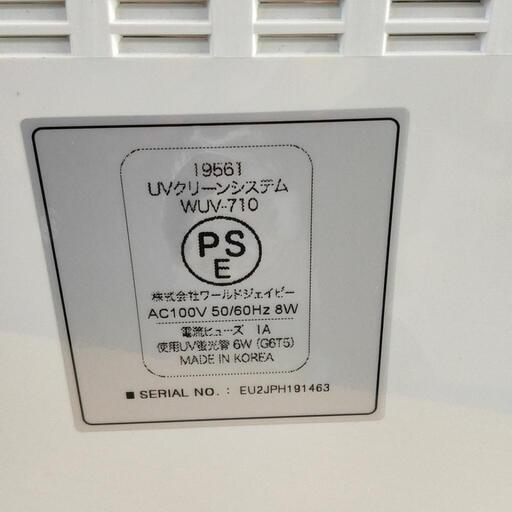 19561
UVクリーンシステム
WUV-710
PS
E
株式会社ワールドジェイビー
AC100V 50/60Hz 8W
電流ヒューズ 1A
使用UV蛍光管 6W (G6T5)
MADE IN KOREA
■ SERIAL NO. : EU2JPH191463